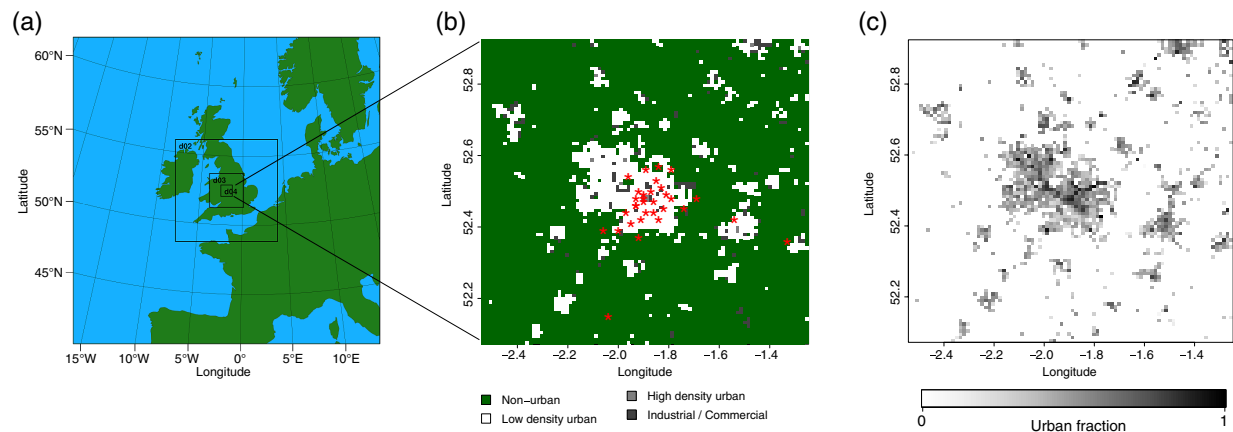 (a)
60°N
55°N
50°N
45°N
Latitude
d02
d03
d04
15°W
10°W
5°W
0°W
5°E
10°E
Longitude
(b)
52.8
52.6
52.4
52.2
Latitude
−2.4
−2.2
−2.0
−1.8
−1.6
−1.4
Longitude
Non−urban
Low density urban
High density urban
Industrial / Commercial
(c)
52.8
52.6
52.4
52.2
Latitude
−2.4
−2.2
−2.0
−1.8
−1.6
−1.4
Longitude
0
1
Urban fraction